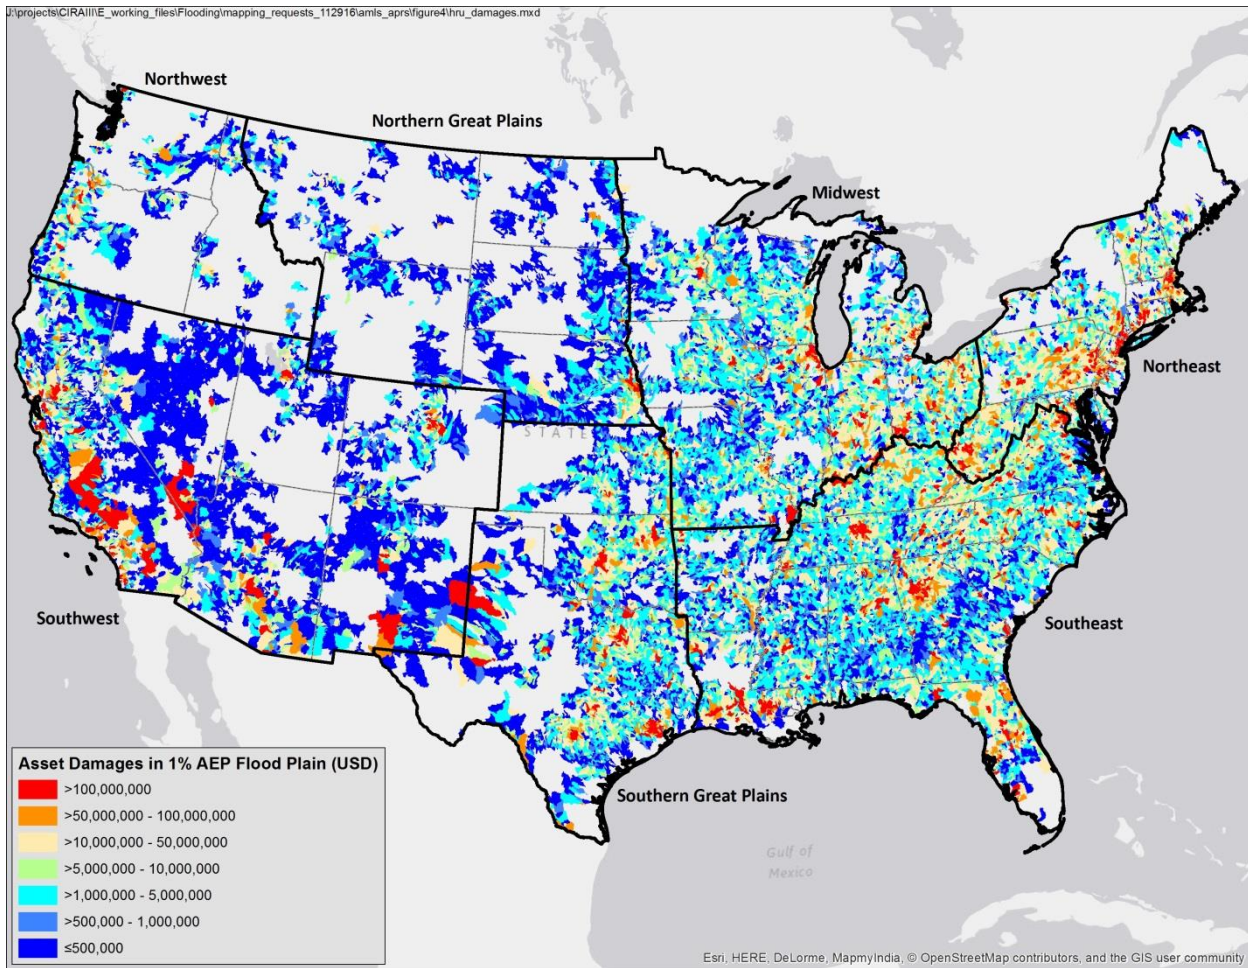 J:\projects\CIRAIII\E_working_files\Flooding\mapping_requests_112916\amls_aprs\figure4\hru_damages.mxd
Northwest
Northern Great Plains
Midwest
Northeast
STATE
Southwest
Southeast
Southern Great Plains
Gulf of
Mexico
Asset Damages in 1% AEP Flood Plain (USD)
>100,000,000
>50,000,000 - 100,000,000
>10,000,000 - 50,000,000
>5,000,000 - 10,000,000
>1,000,000 - 5,000,000
>500,000 - 1,000,000
≤500,000
Esri, HERE, DeLorme, MapmyIndia, © OpenStreetMap contributors, and the GIS user community